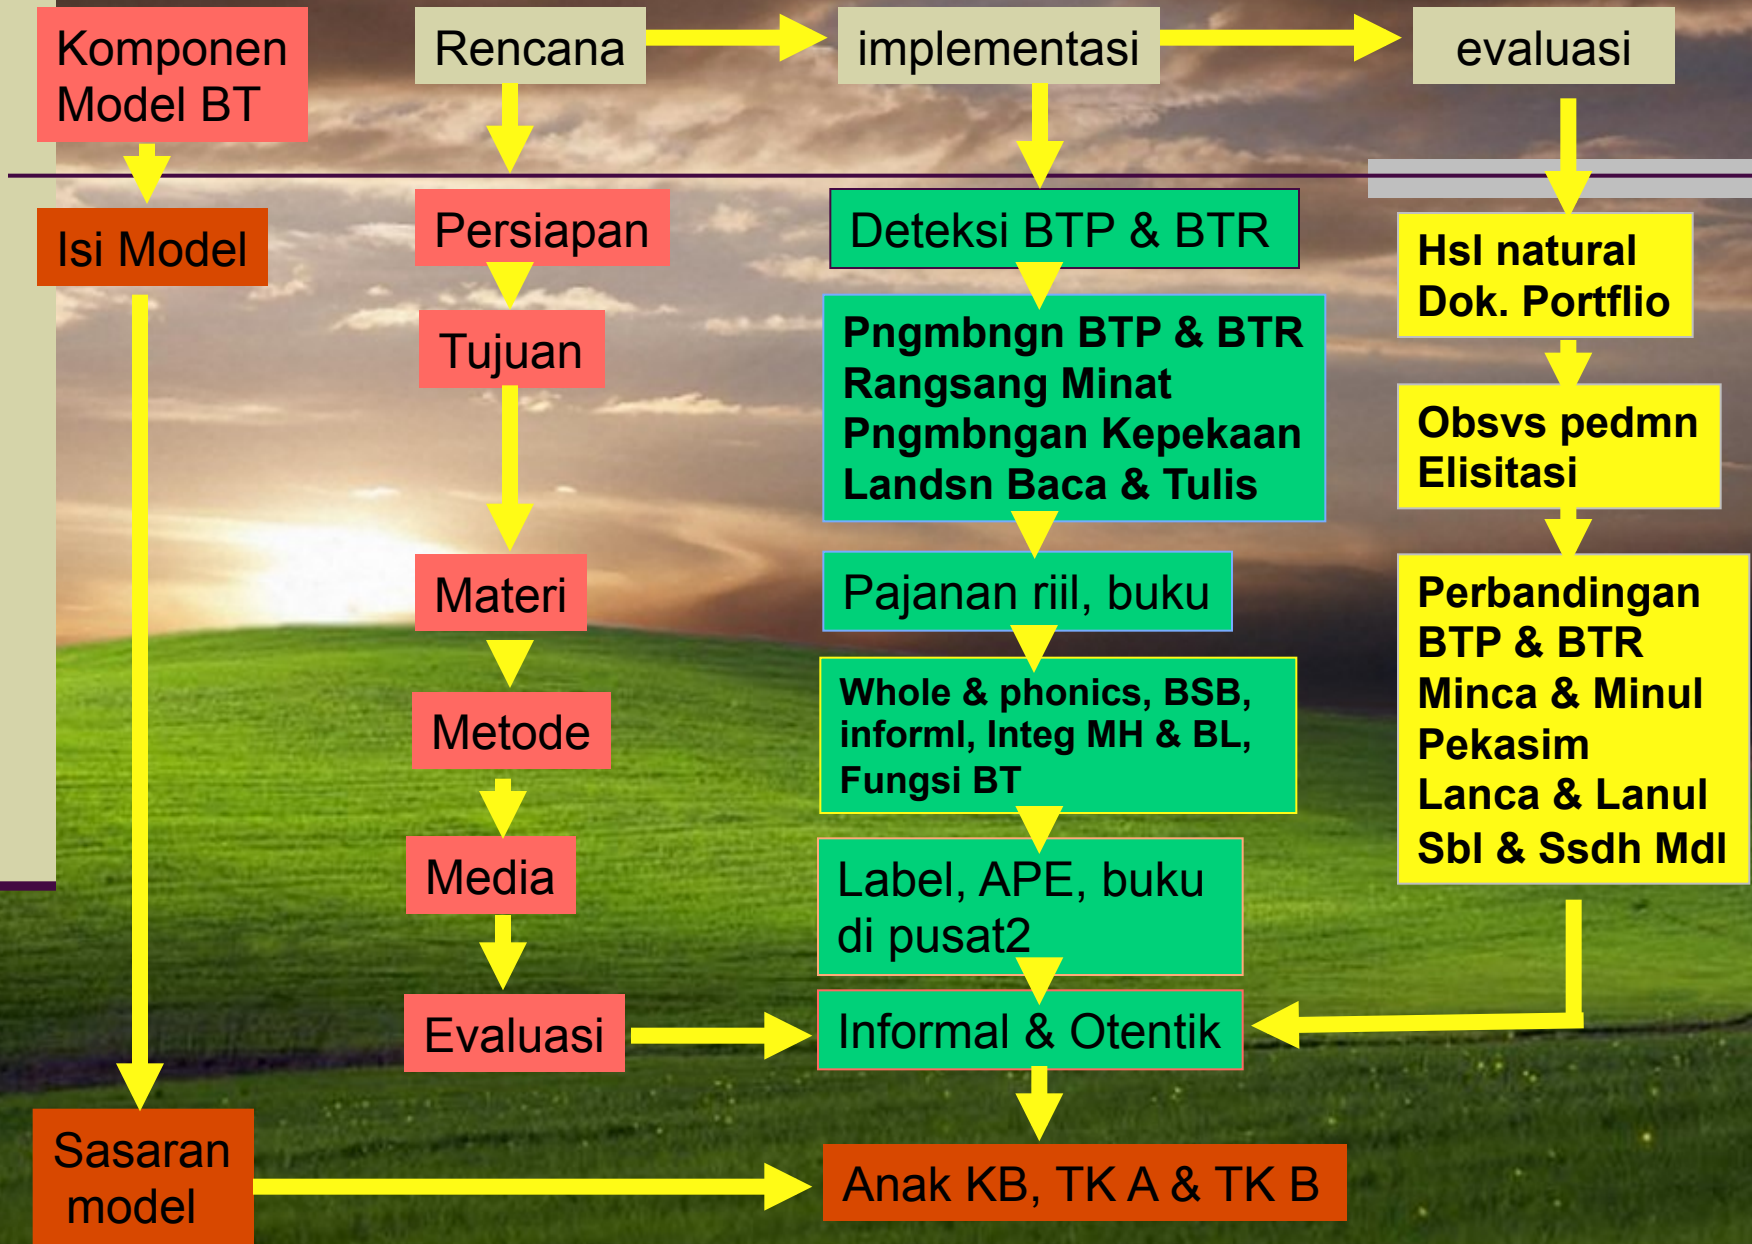 Komponen
Model BT
Rencana
implementasi
evaluasi
Isi Model
Persiapan
Tujuan
Materi
Metode
Media
Evaluasi
Deteksi BTP & BTR
Pngmbngn BTP & BTR
Rangsang Minat
Pngmbngan Kepekaan
Landsn Baca & Tulis
Pajanan riil, buku
Whole & phonics, BSB,
informl, Integ MH & BL,
Fungsi BT
Label, APE, buku
di pusat2
Informal & Otentik
Hsl natural
Dok. Portflio
Obsvs pedmn
Elisitasi
Perbandingan
BTP & BTR
Minca & Minul
Pekasim
Lanca & Lanul
Sbl & Ssdh Mdl
Sasaran
model
Anak KB, TK A & TK B